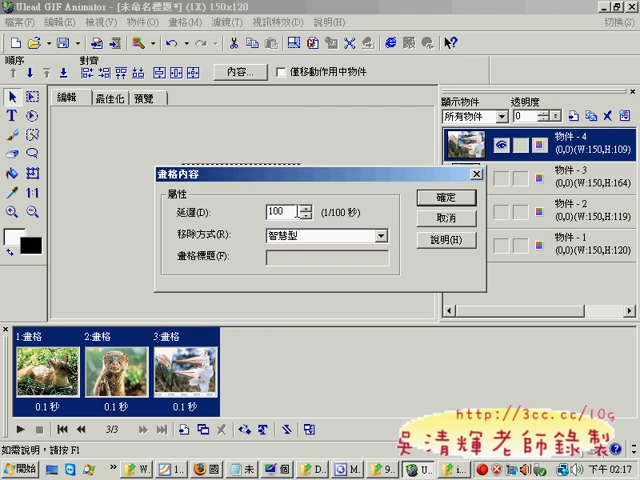 Ulead GIF Animator - [未命名標題 *] (1X) 150x120
檔案(F) 編輯(E) 檢視(V) 物件(O) 畫格(M) 濾鏡(T) 視訊特效(D) 說明(H) 切換(S)
順序 對齊
內容... 僅移動作用中物件
編輯 最佳化 預覽
顯示物件 透明度
所有物件 0
物件 - 4
(0,0)(W:150,H:109)
物件 - 3
(0,0)(W:150,H:164)
物件 - 2
(0,0)(W:150,H:119)
物件 - 1
(0,0)(W:150,H:120)
1:1
畫格內容
屬性
延遲(D): 100 (1/100 秒)
移除方式(R): 智慧型
畫格標題(F):
確定
取消
說明(H)
1:畫格 2:畫格 3:畫格
0.1 秒 0.1 秒 0.1 秒
3/3
http://3cc.cc/10g
吳清輝老師錄製
如需說明，請按 F1
開始 W. 1. 國 未 個 D.. M. 9.. U. i.. 下午 02:17